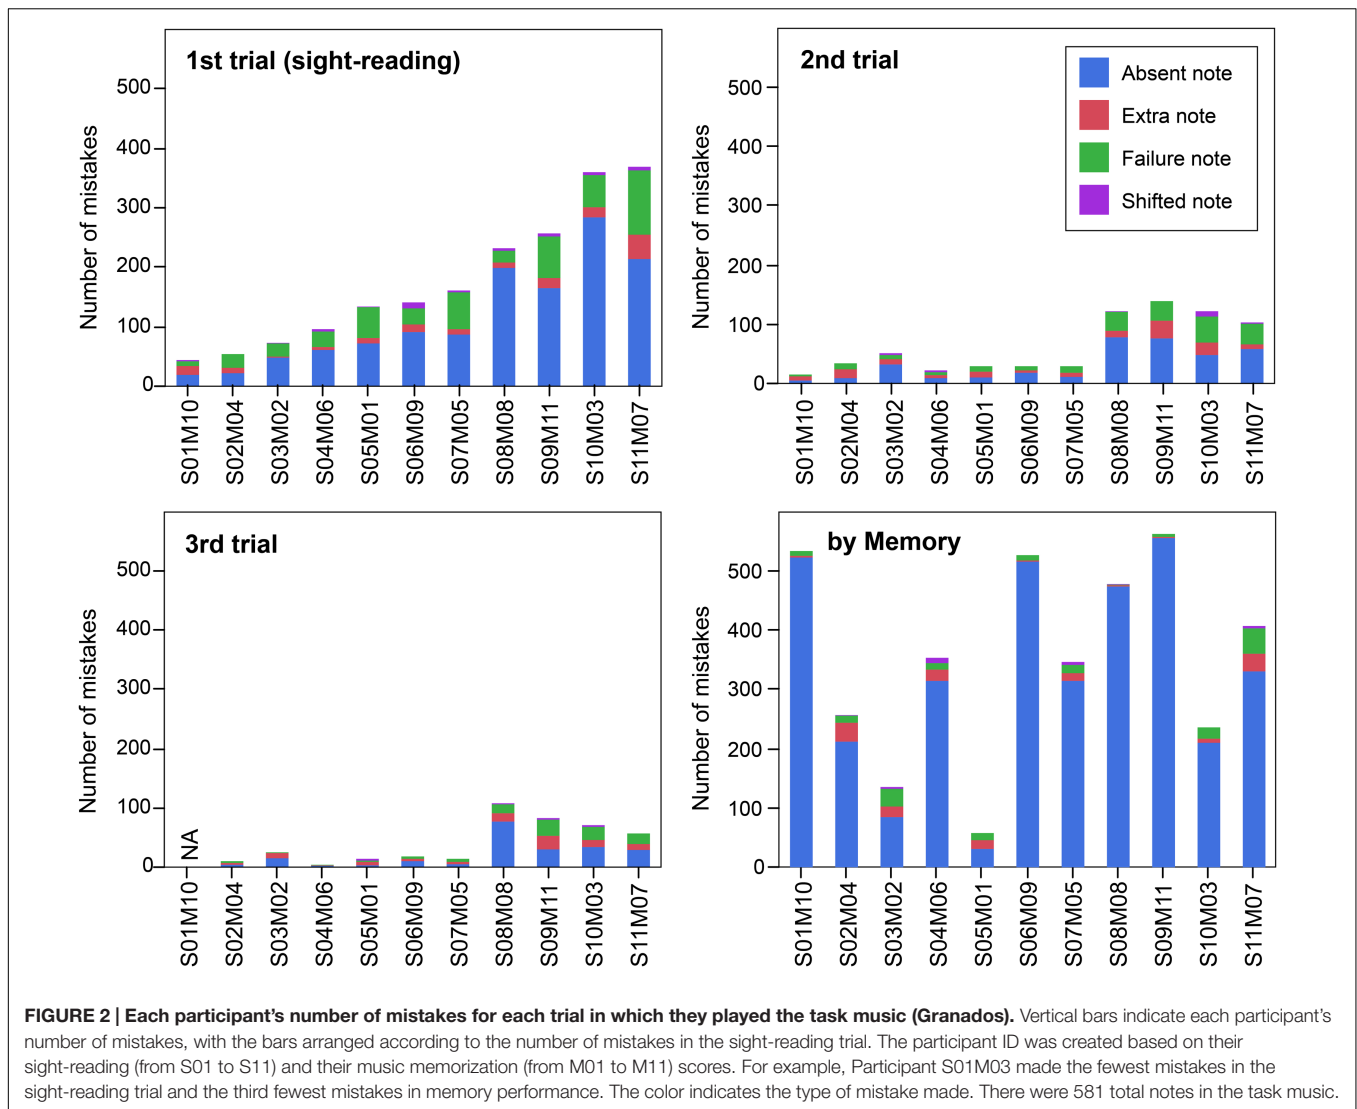 1st trial (sight-reading)
Number of mistakes
500
400
300
200
100
0
S01M10
S02M04
S03M02
S04M06
S05M01
S06M09
S07M05
S08M08
S09M11
S10M03
S11M07
2nd trial
Absent note
Extra note
Failure note
Shifted note
Number of mistakes
500
400
300
200
100
0
S01M10
S02M04
S03M02
S04M06
S05M01
S06M09
S07M05
S08M08
S09M11
S10M03
S11M07
3rd trial
Number of mistakes
500
400
300
200
100
0
NA
S01M10
S02M04
S03M02
S04M06
S05M01
S06M09
S07M05
S08M08
S09M11
S10M03
S11M07
by Memory
Number of mistakes
500
400
300
200
100
0
S01M10
S02M04
S03M02
S04M06
S05M01
S06M09
S07M05
S08M08
S09M11
S10M03
S11M07
FIGURE 2 | Each participant's number of mistakes for each trial in which they played the task music (Granados). Vertical bars indicate each participant's
number of mistakes, with the bars arranged according to the number of mistakes in the sight-reading trial. The participant ID was created based on their
sight-reading (from S01 to S11) and their music memorization (from M01 to M11) scores. For example, Participant S01M03 made the fewest mistakes in the
sight-reading trial and the third fewest mistakes in memory performance. The color indicates the type of mistake made. There were 581 total notes in the task music.